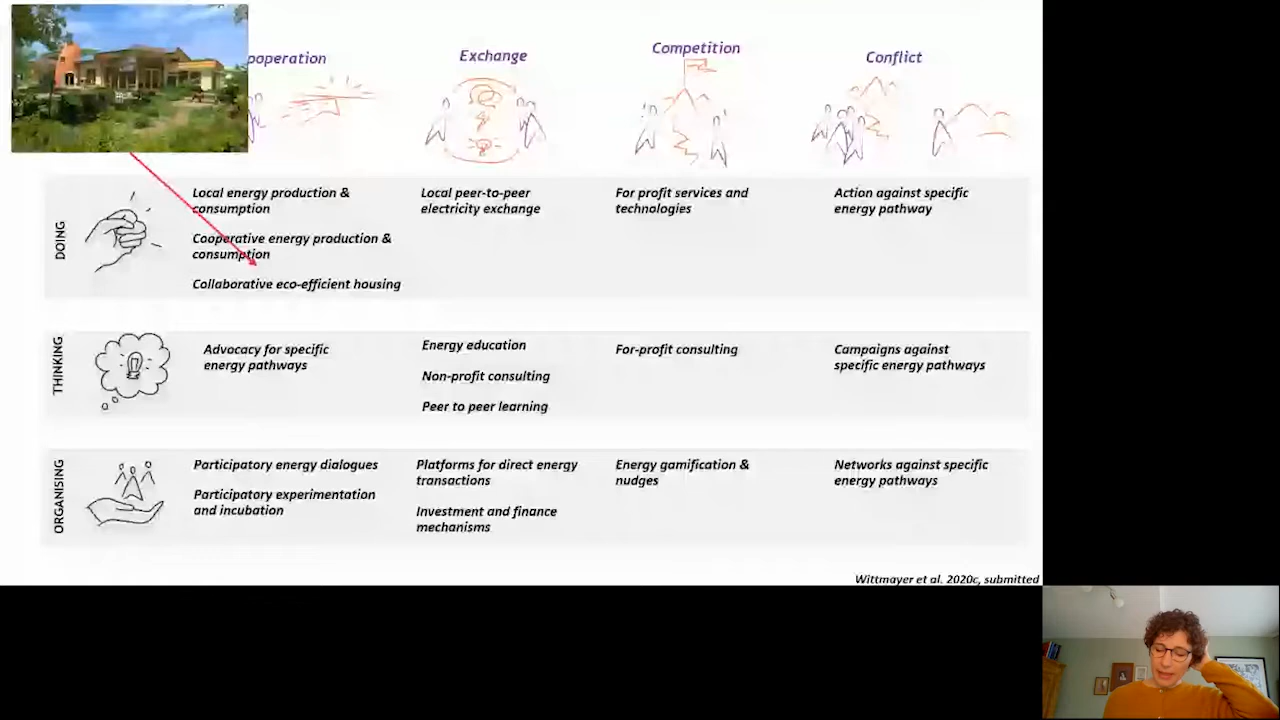 ooperation
Exchange
Competition
Conflict
DOING
Local energy production &
consumption
Cooperative energy production &
consumption
Collaborative eco-efficient housing
Local peer-to-peer
electricity exchange
For profit services and
technologies
Action against specific
energy pathway
THINKING
Advocacy for specific
energy pathways
Energy education
Non-profit consulting
Peer to peer learning
For-profit consulting
Campaigns against
specific energy pathways
ORGANISING
Participatory energy dialogues
Participatory experimentation
and incubation
Platforms for direct energy
transactions
Investment and finance
mechanisms
Energy gamification &
nudges
Networks against specific
energy pathways
Wittmayer et al. 2020c, submitted